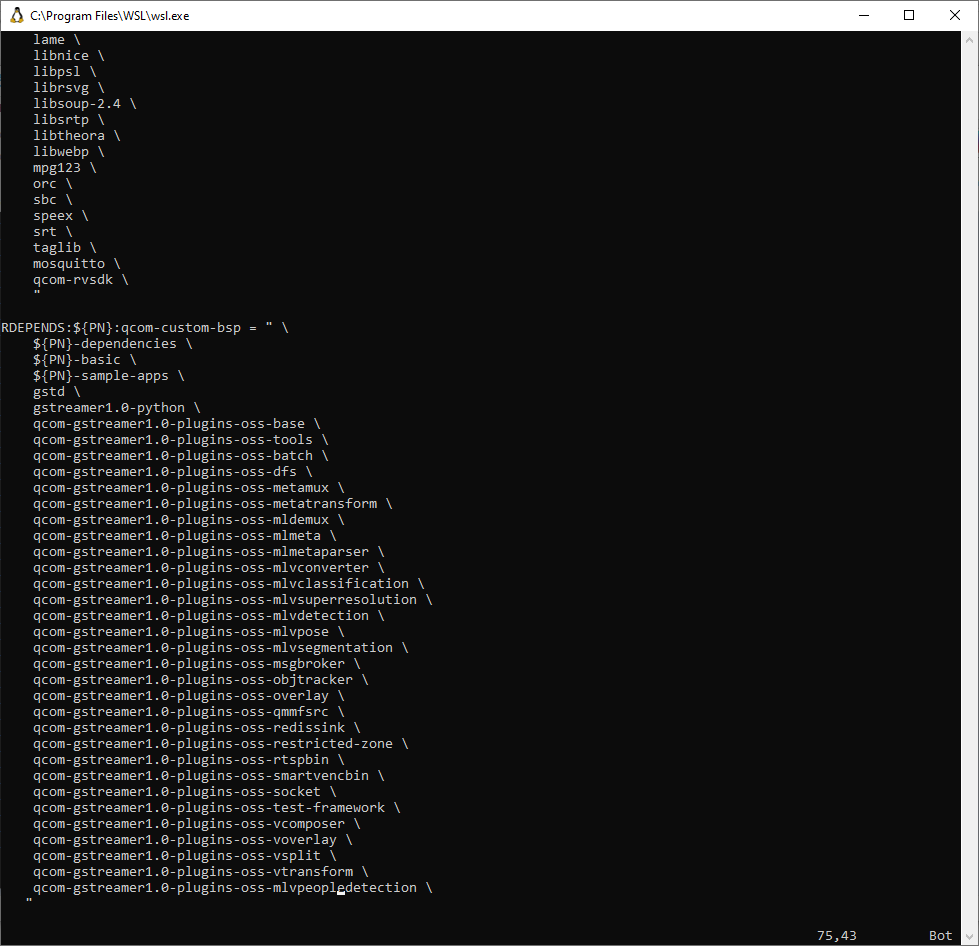 C:\Program Files\WSL\wsl.exe
lame \
libnice \
libpsl \
librsvg \
libsoup-2.4 \
libsrtp \
libtheora \
libwebp \
mpg123 \
orc \
sbc \
speex \
srt \
taglib \
mosquitto \
qcom-rvsdk \
"
RDEPENDS:${PN}:qcom-custom-bsp = " \
${PN}-dependencies \
${PN}-basic \
${PN}-sample-apps \
gstd \
gstreamer1.0-python \
qcom-gstreamer1.0-plugins-oss-base \
qcom-gstreamer1.0-plugins-oss-tools \
qcom-gstreamer1.0-plugins-oss-batch \
qcom-gstreamer1.0-plugins-oss-dfs \
qcom-gstreamer1.0-plugins-oss-metamux \
qcom-gstreamer1.0-plugins-oss-metatransform \
qcom-gstreamer1.0-plugins-oss-mldemux \
qcom-gstreamer1.0-plugins-oss-mlmeta \
qcom-gstreamer1.0-plugins-oss-mlmetaparser \
qcom-gstreamer1.0-plugins-oss-mlvconverter \
qcom-gstreamer1.0-plugins-oss-mlvclassification \
qcom-gstreamer1.0-plugins-oss-mlvsuperresolution \
qcom-gstreamer1.0-plugins-oss-mlvdetection \
qcom-gstreamer1.0-plugins-oss-mlvpose \
qcom-gstreamer1.0-plugins-oss-mlvsegmentation \
qcom-gstreamer1.0-plugins-oss-msgbroker \
qcom-gstreamer1.0-plugins-oss-objtracker \
qcom-gstreamer1.0-plugins-oss-overlay \
qcom-gstreamer1.0-plugins-oss-qmmfsrc \
qcom-gstreamer1.0-plugins-oss-redissink \
qcom-gstreamer1.0-plugins-oss-restricted-zone \
qcom-gstreamer1.0-plugins-oss-rtspbin \
qcom-gstreamer1.0-plugins-oss-smartvencbin \
qcom-gstreamer1.0-plugins-oss-socket \
qcom-gstreamer1.0-plugins-oss-test-framework \
qcom-gstreamer1.0-plugins-oss-vcomposer \
qcom-gstreamer1.0-plugins-oss-voverlay \
qcom-gstreamer1.0-plugins-oss-vsplit \
qcom-gstreamer1.0-plugins-oss-vtransform \
qcom-gstreamer1.0-plugins-oss-mlvpeopledetection \
"
75,43 Bot